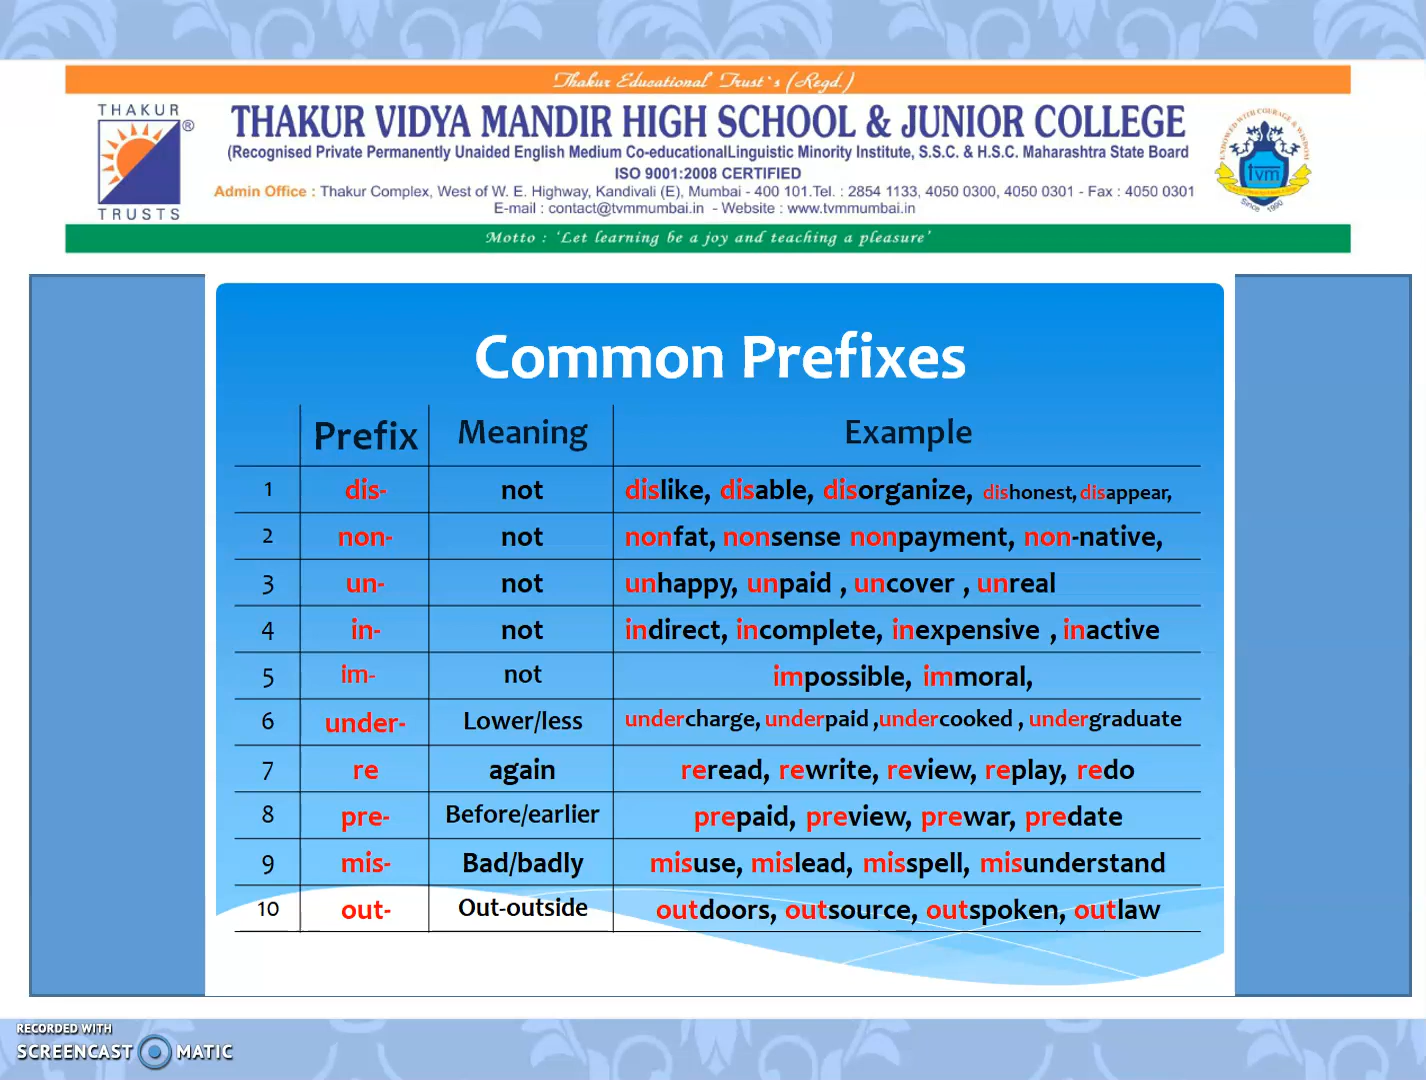 Thakur Educational Trust`s (Regd.)
THAKUR
®
TRUSTS
THAKUR VIDYA MANDIR HIGH SCHOOL & JUNIOR COLLEGE
(Recognised Private Permanently Unaided English Medium Co-educationalLinguistic Minority Institute, S.S.C. & H.S.C. Maharashtra State Board
ISO 9001:2008 CERTIFIED
Admin Office : Thakur Complex, West of W. E. Highway, Kandivali (E), Mumbai - 400 101.Tel. : 2854 1133, 4050 0300, 4050 0301 - Fax : 4050 0301
E-mail : contact@tvmmumbai.in - Website : www.tvmmumbai.in
ENDOWED WITH COURAGE & WISDOM
tvm
Since 1990
Motto : ‘Let learning be a joy and teaching a pleasure’
Common Prefixes
Prefix Meaning Example
1 dis- not dislike, disable, disorganize, dishonest, disappear,
2 non- not nonfat, nonsense nonpayment, non-native,
3 un- not unhappy, unpaid , uncover , unreal
4 in- not indirect, incomplete, inexpensive , inactive
5 im- not impossible, immoral,
6 under- Lower/less undercharge, underpaid ,undercooked , undergraduate
7 re again reread, rewrite, review, replay, redo
8 pre- Before/earlier prepaid, preview, prewar, predate
9 mis- Bad/badly misuse, mislead, misspell, misunderstand
10 out- Out-outside outdoors, outsource, outspoken, outlaw
RECORDED WITH
SCREENCAST MATIC